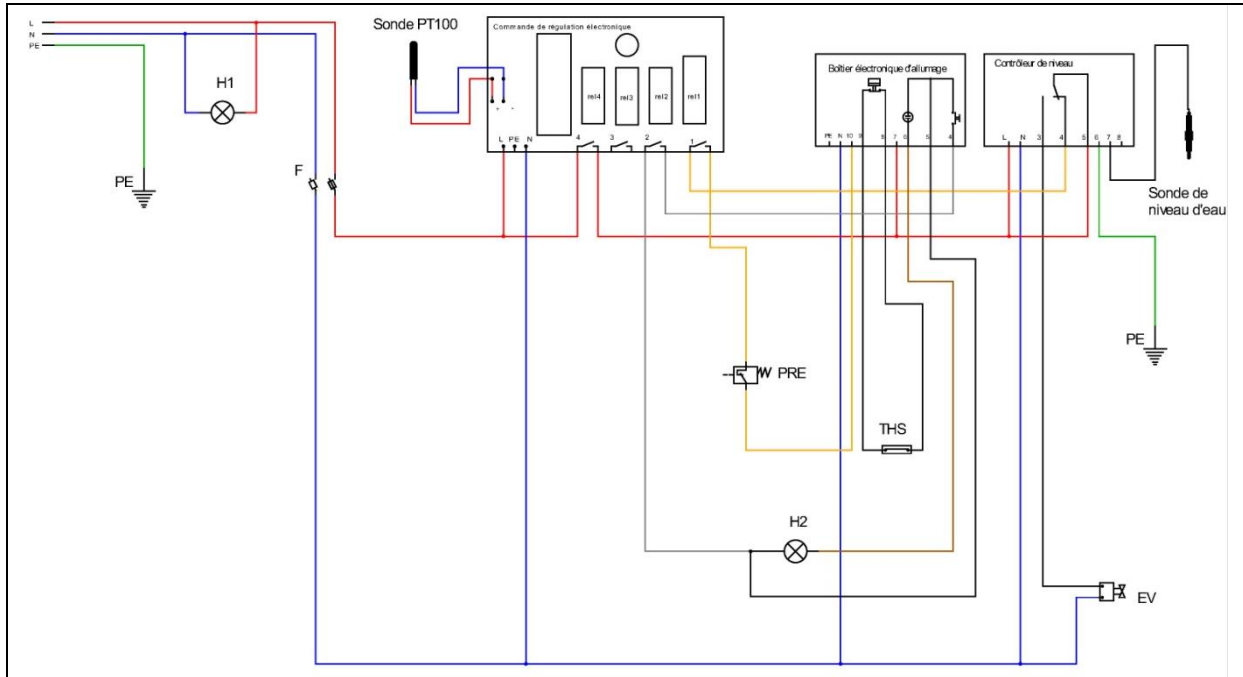 L
N
PE
H1
PE
F
Sonde PT100
Commande de régulation électronique
rel4
rel3
rel2
rel1
+ -
4 3 2 1
L PE N
Boîtier électronique d'allumage
PE N 10 9 8 7 6 5 4
Contrôleur de niveau
L N 3 4 5 6 7 8
Sonde de
niveau d'eau
PE
PRE
THS
H2
EV